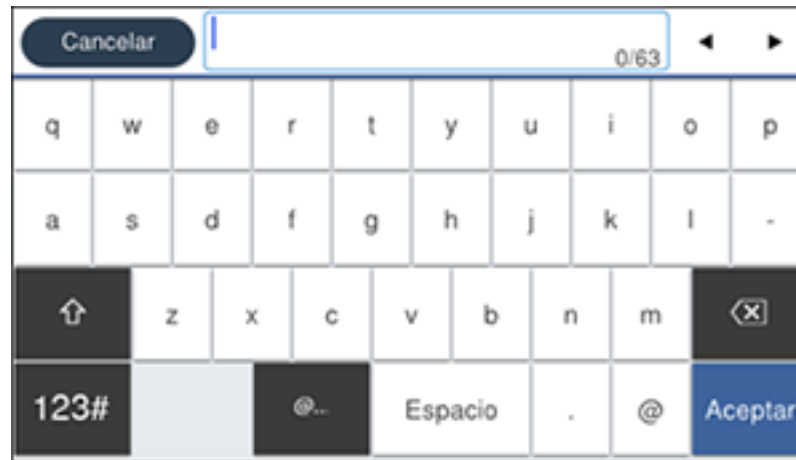 Cancelar 0/63
q w e r t y u i o p
a s d f g h j k l -
z x c v b n m
123# @... Espacio . @ Aceptar